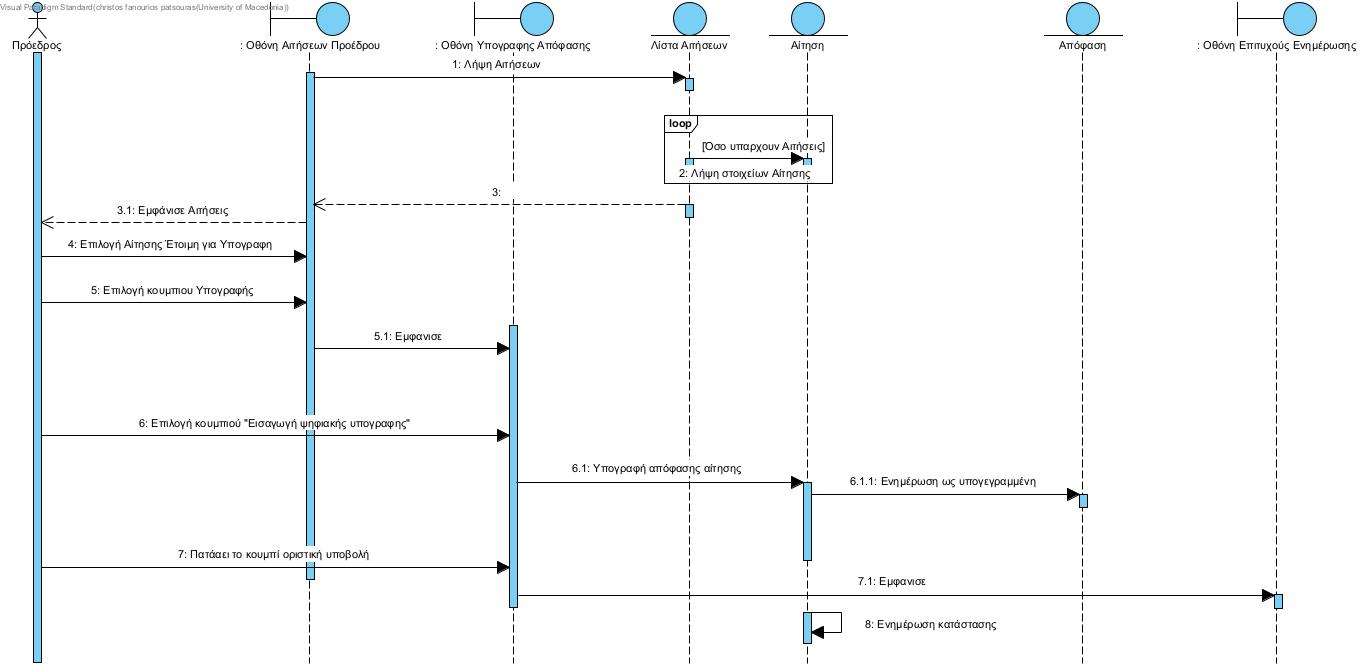 Visual Paradigm Standard(christos fanourios patsouras(University of Macedonia))
Πρόεδρος
: Οθόνη Αιτήσεων Προέδρου
: Οθόνη Υπογραφης Απόφασης
Λίστα Αιτήσεων
Αίτηση
Απόφαση
: Οθόνη Επιτυχούς Ενημέρωσης
1: Λήψη Αιτήσεων
loop
[Όσο υπαρχουν Αιτήσεις]
2: Λήψη στοιχείων Αίτησης
3:
3.1: Εμφάνισε Αιτήσεις
4: Επιλογή Αίτησης Έτοιμη για Υπογραφη
5: Επιλογή κουμπιου Υπογραφής
5.1: Εμφανισε
6: Επιλογή κουμπιού "Εισαγωγή ψηφιακής υπογραφης"
6.1: Υπογραφή απόφασης αίτησης
6.1.1: Ενημέρωση ως υπογεγραμμένη
7: Πατάαει το κουμπί οριστική υποβολή
7.1: Εμφανισε
8: Ενημέρωση κατάστασης